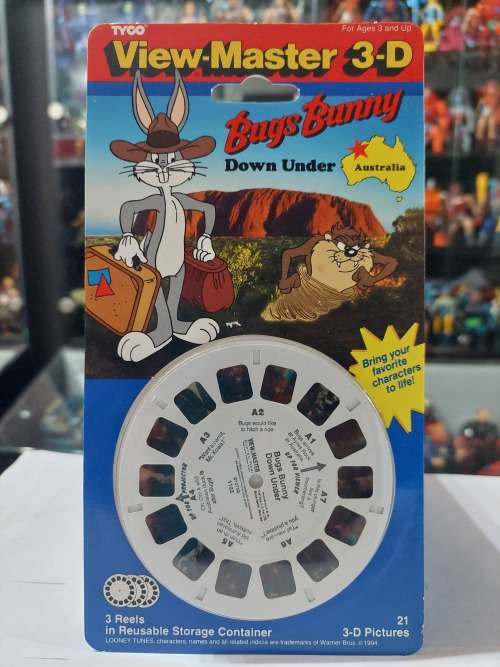 TYCO
For Ages 3 and Up
View-Master 3-D
Bugs Bunny
Down Under
Australia
Bring your
favorite
characters
to life!
A2
Bugs would like
to hitch a ride
A3
A1
VIEW-MASTER
Bugs Bunny
Down Under
A7
A4
A5
A6
3 Reels
in Reusable Storage Container
21
3-D Pictures
LOONEY TUNES, characters, names and all related indicia are trademarks of Warner Bros. © 1994